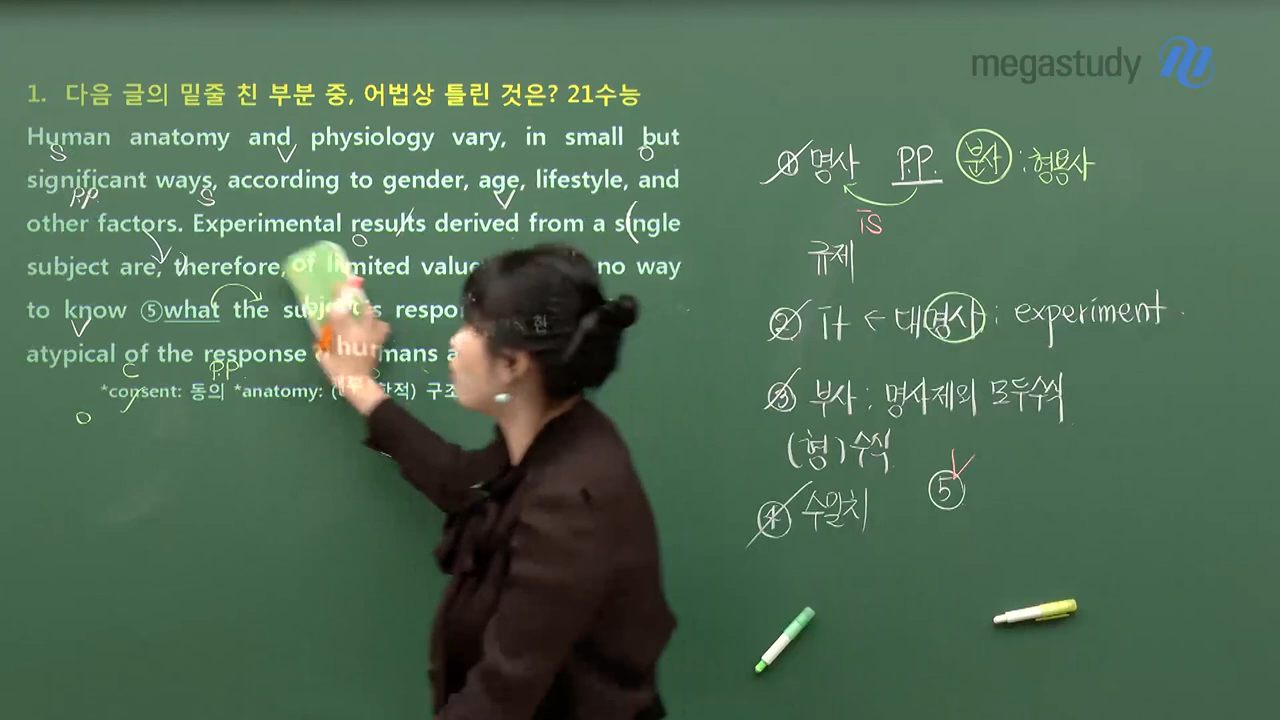 megastudy
1. 다음 글의 밑줄 친 부분 중, 어법상 틀린 것은? 21수능
Human anatomy and physiology vary, in small but
significant ways, according to gender, age, lifestyle, and
other factors. Experimental results derived from a single
subject are, therefore, of limited value no way
to know ⑤what the subject's
atypical of the response humans
*consent: 동의 *anatomy: 구조
S
O
P.P.
S
O
C
P.P.
O
① 명사 P.P. 부사 : 형용사
규제
② It ← 대명사 : experiment
③ 부사 : 명사제외 모두수식
(형) 수식
④ 수일치
⑤